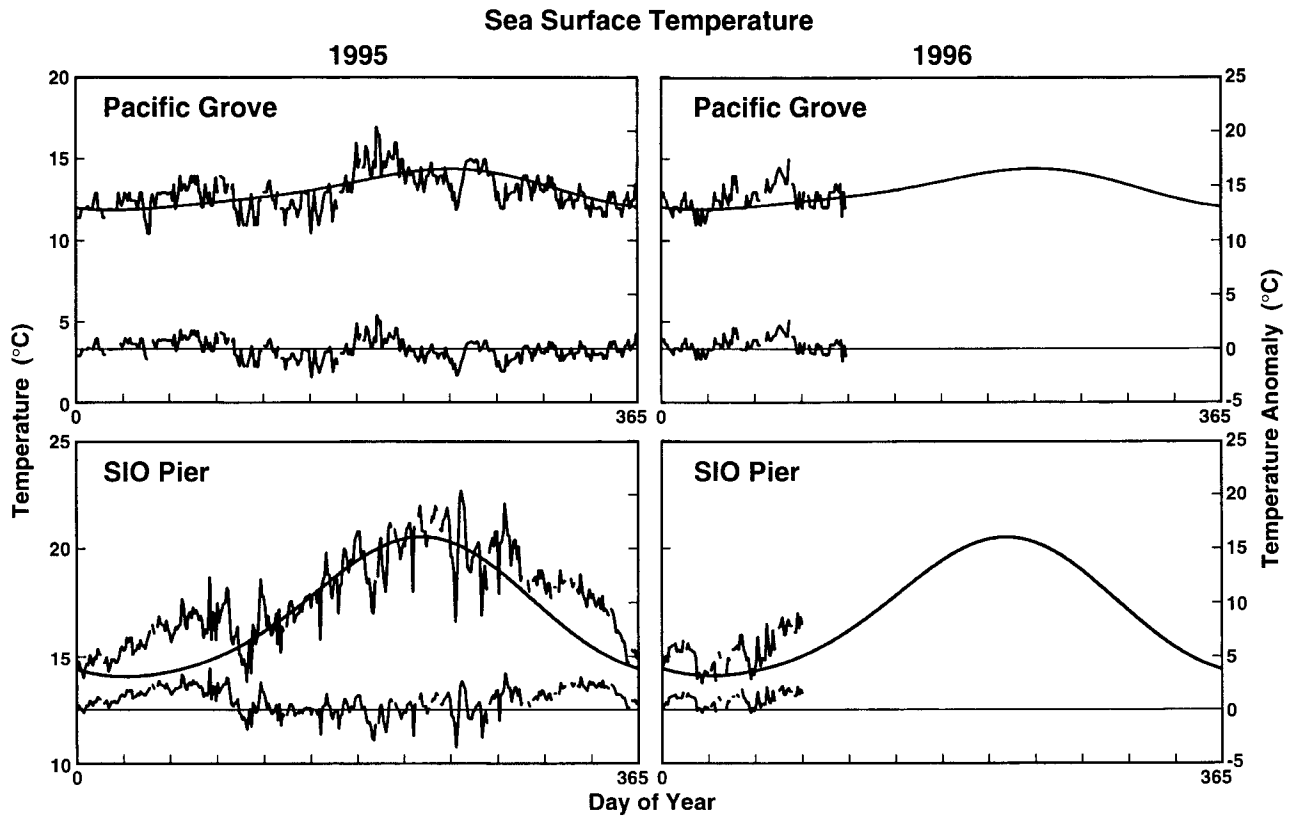 Sea Surface Temperature
1995 1996
20 25
Pacific Grove Pacific Grove
20
15
15
10 10
5
5
0
0 -5
0 365 0 365
Temperature (°C)
Temperature Anomaly (°C)
25 25
SIO Pier SIO Pier
20
20
15
10
15
5
0
10 -5
0 365 0 365
Day of Year